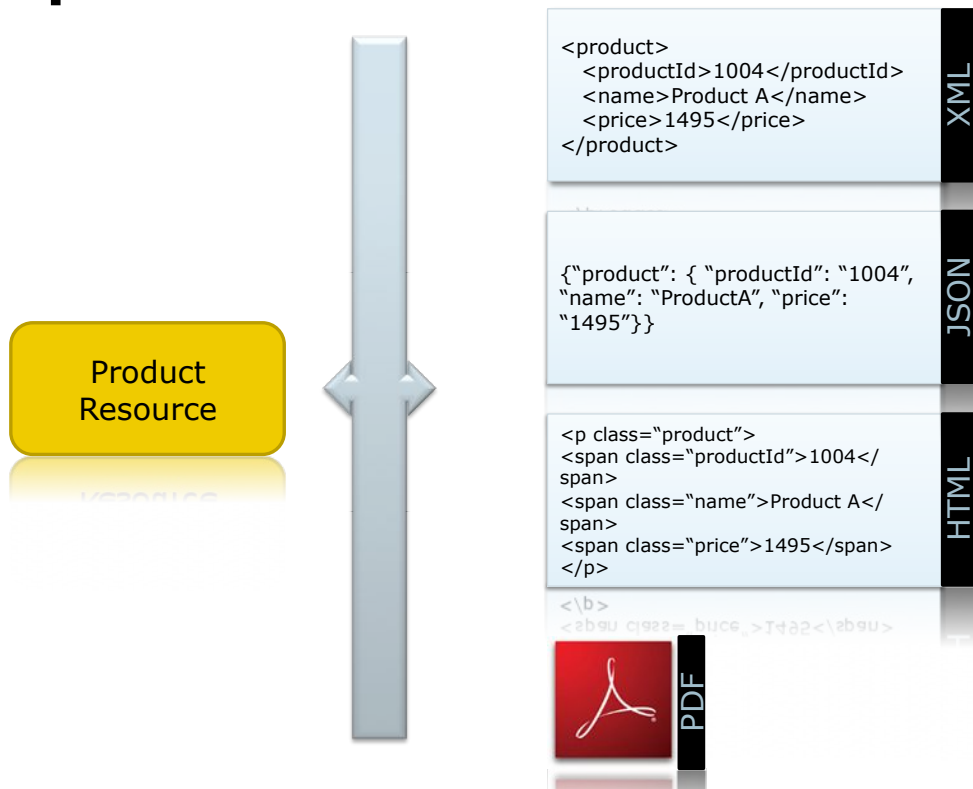 Product
Resource
<product>
<productId>1004</productId>
<name>Product A</name>
<price>1495</price>
</product>
XML
{“product”: { “productId”: “1004”,
“name”: “ProductA”, “price”:
“1495”}}
JSON
<p class=“product”>
<span class=“productId”>1004</
span>
<span class=“name”>Product A</
span>
<span class=“price”>1495</span>
</p>
HTML
PDF